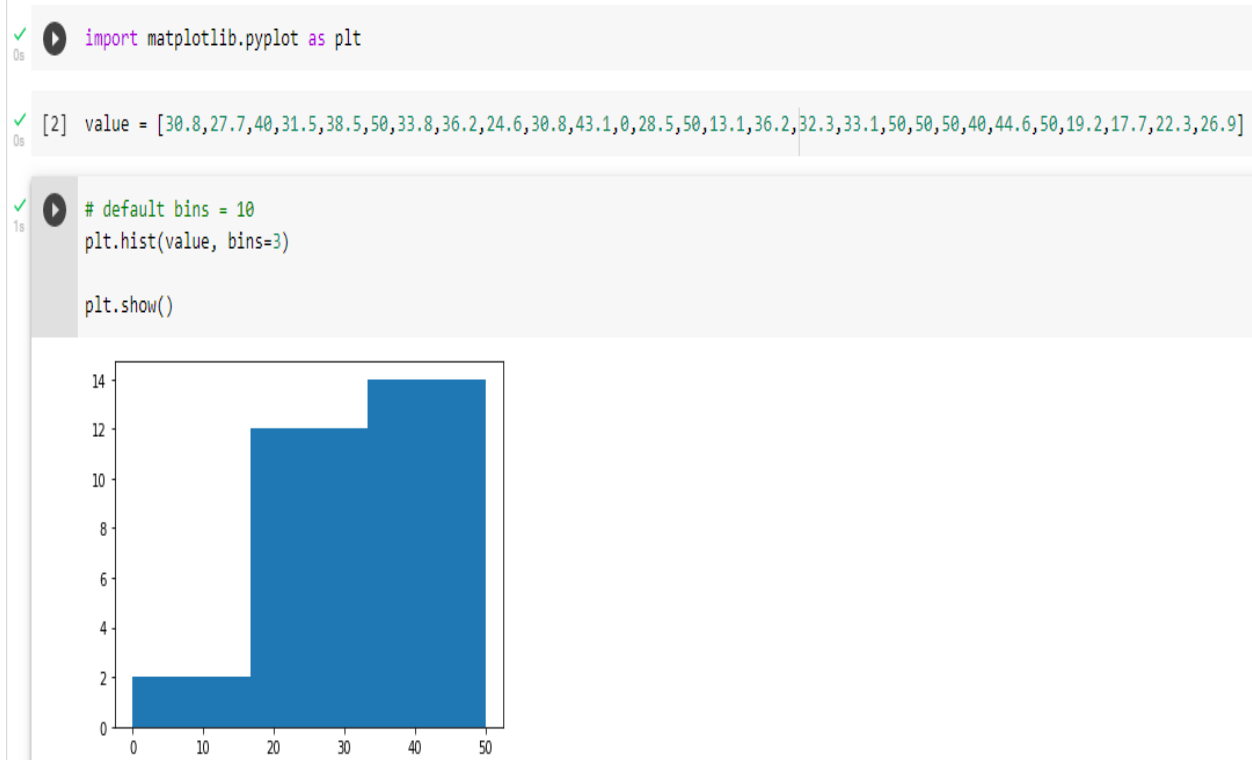 import matplotlib.pyplot as plt
0s
[2] value = [30.8,27.7,40,31.5,38.5,50,33.8,36.2,24.6,30.8,43.1,0,28.5,50,13.1,36.2,32.3,33.1,50,50,50,40,44.6,50,19.2,17.7,22.3,26.9]
0s
# default bins = 10
1s
plt.hist(value, bins=3)
plt.show()
14
12
10
8
6
4
2
0
0 10 20 30 40 50